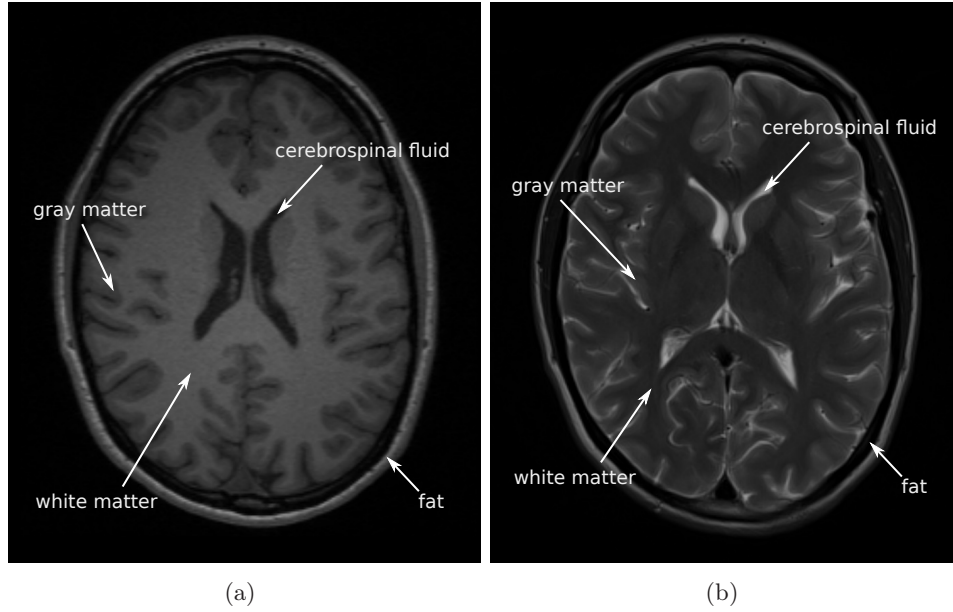 cerebrospinal fluid
gray matter
white matter
fat
cerebrospinal fluid
gray matter
white matter
fat
(a)
(b)